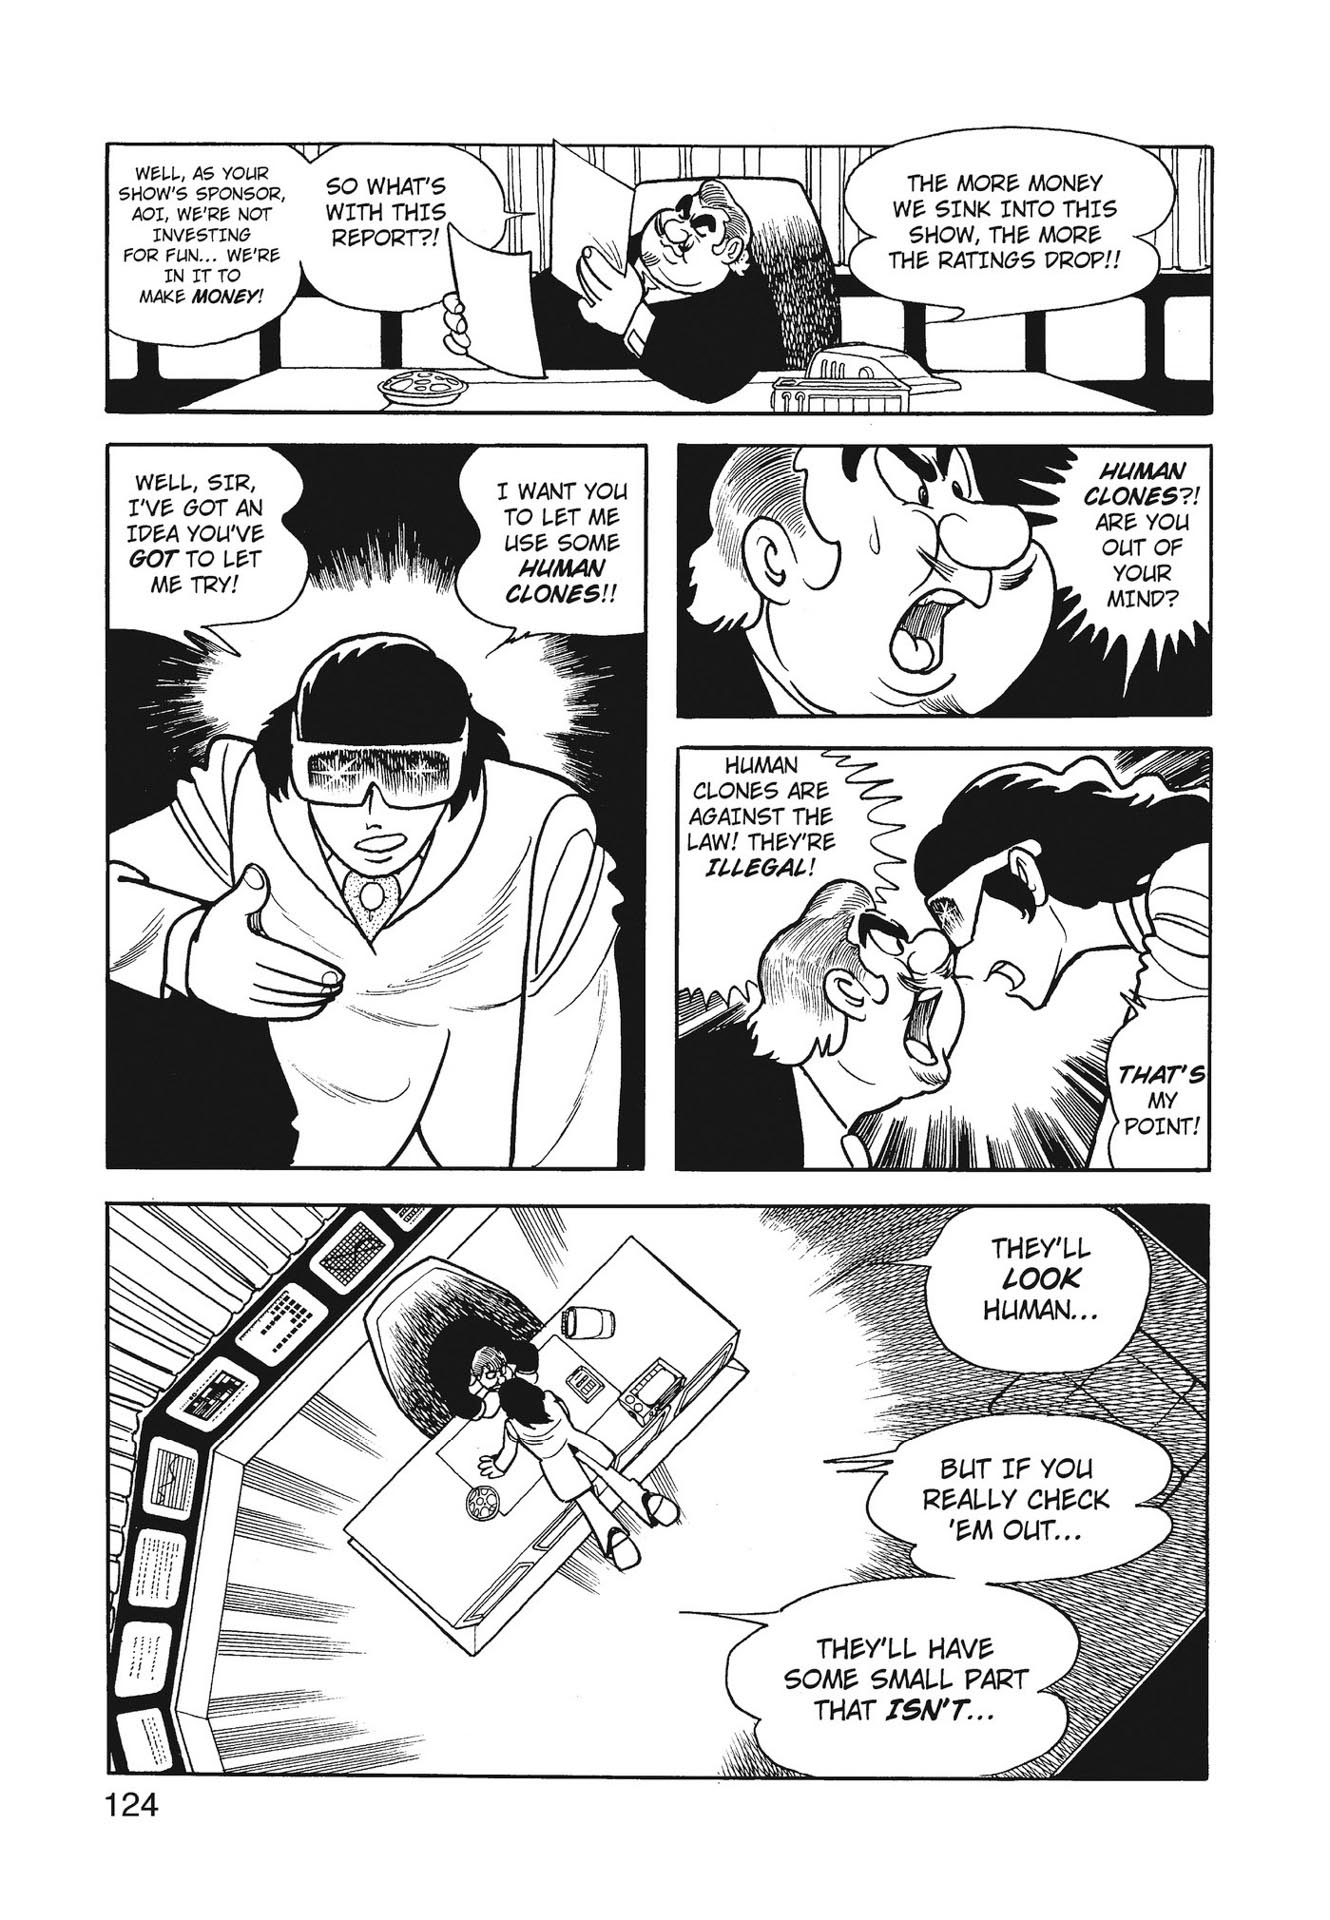 WELL, AS YOUR
SHOW'S SPONSOR,
AOI, WE'RE NOT
INVESTING
FOR FUN... WE'RE
IN IT TO
MAKE MONEY!
SO WHAT'S
WITH THIS
REPORT?!
THE MORE MONEY
WE SINK INTO THIS
SHOW, THE MORE
THE RATINGS DROP!!
WELL, SIR,
I'VE GOT AN
IDEA YOU'VE
GOT TO LET
ME TRY!
I WANT YOU
TO LET ME
USE SOME
HUMAN
CLONES!!
HUMAN
CLONES?!
ARE YOU
OUT OF
YOUR
MIND?
HUMAN
CLONES ARE
AGAINST THE
LAW! THEY'RE
ILLEGAL!
THAT'S
MY
POINT!
THEY'LL
LOOK
HUMAN...
BUT IF YOU
REALLY CHECK
'EM OUT...
THEY'LL HAVE
SOME SMALL PART
THAT ISN'T...
124